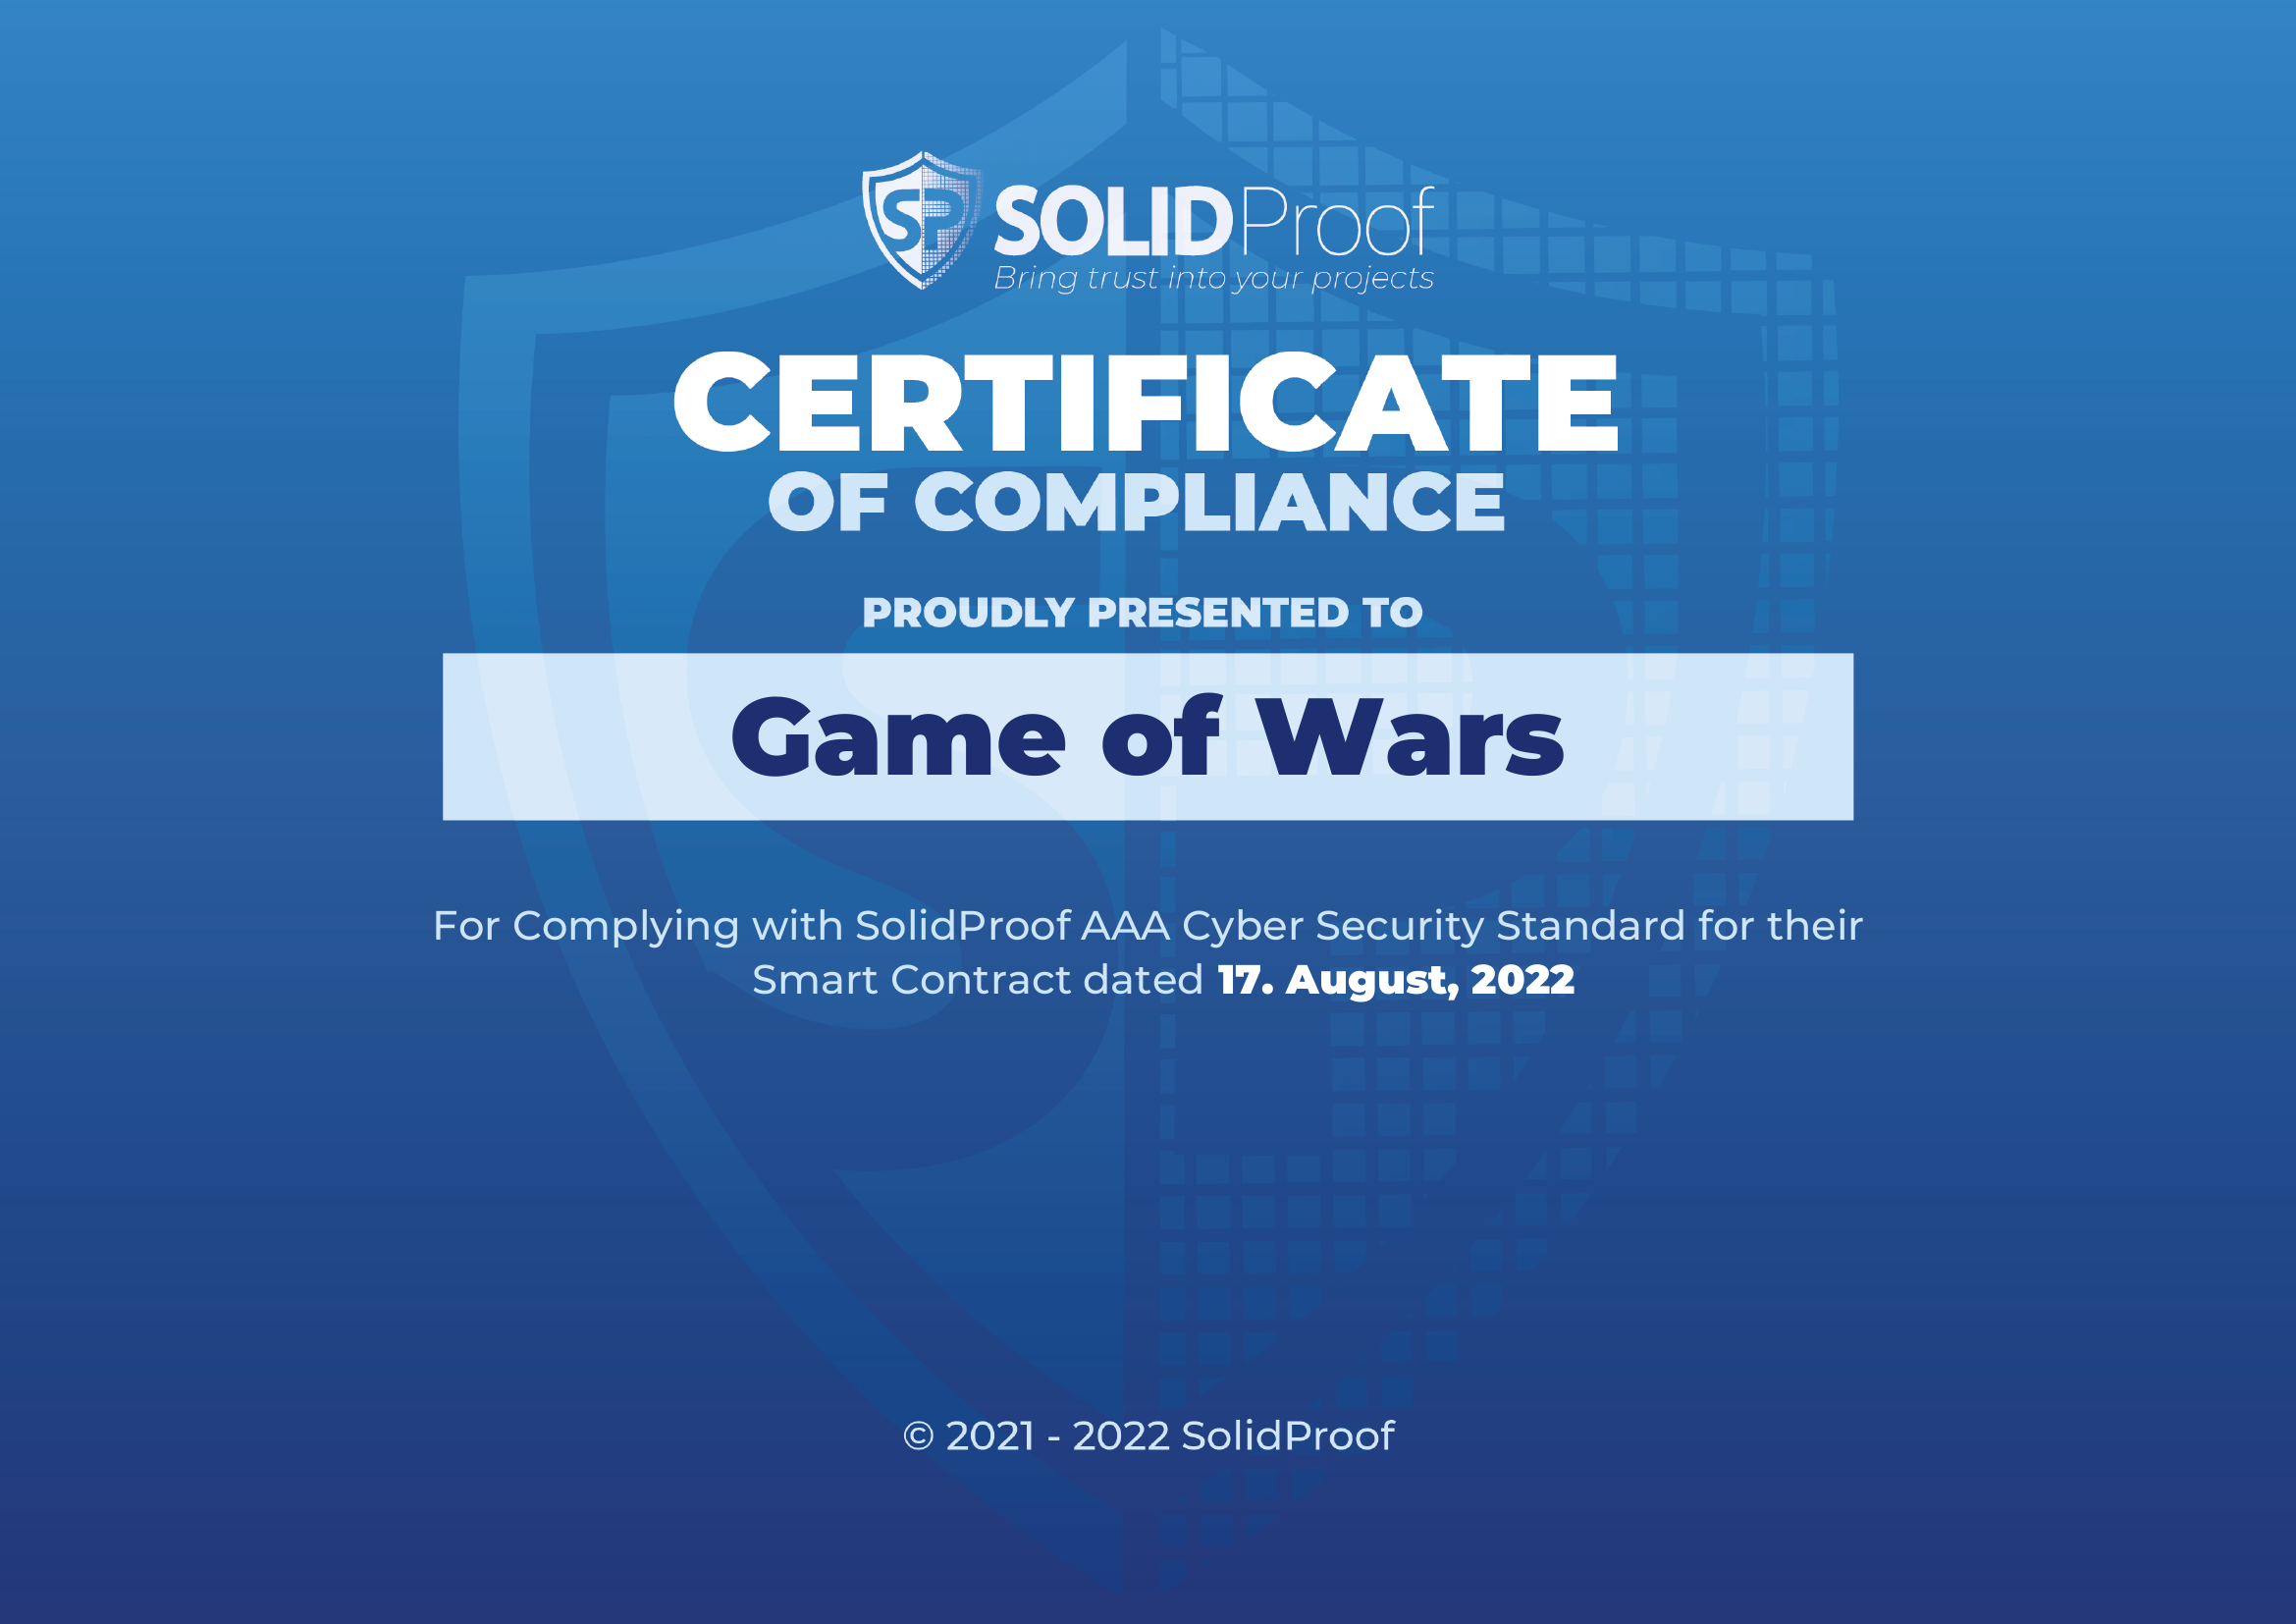 SP SOLIDProof
Bring trust into your projects
CERTIFICATE
OF COMPLIANCE
PROUDLY PRESENTED TO
Game of Wars
For Complying with SolidProof AAA Cyber Security Standard for their
Smart Contract dated 17. August, 2022
© 2021 - 2022 SolidProof